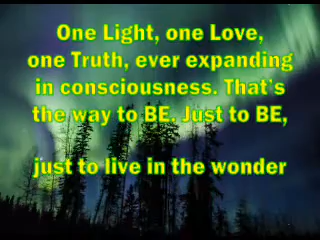 One Light, one Love,
one Truth, ever expanding
in consciousness. That's
the way to BE. Just to BE,
just to live in the wonder